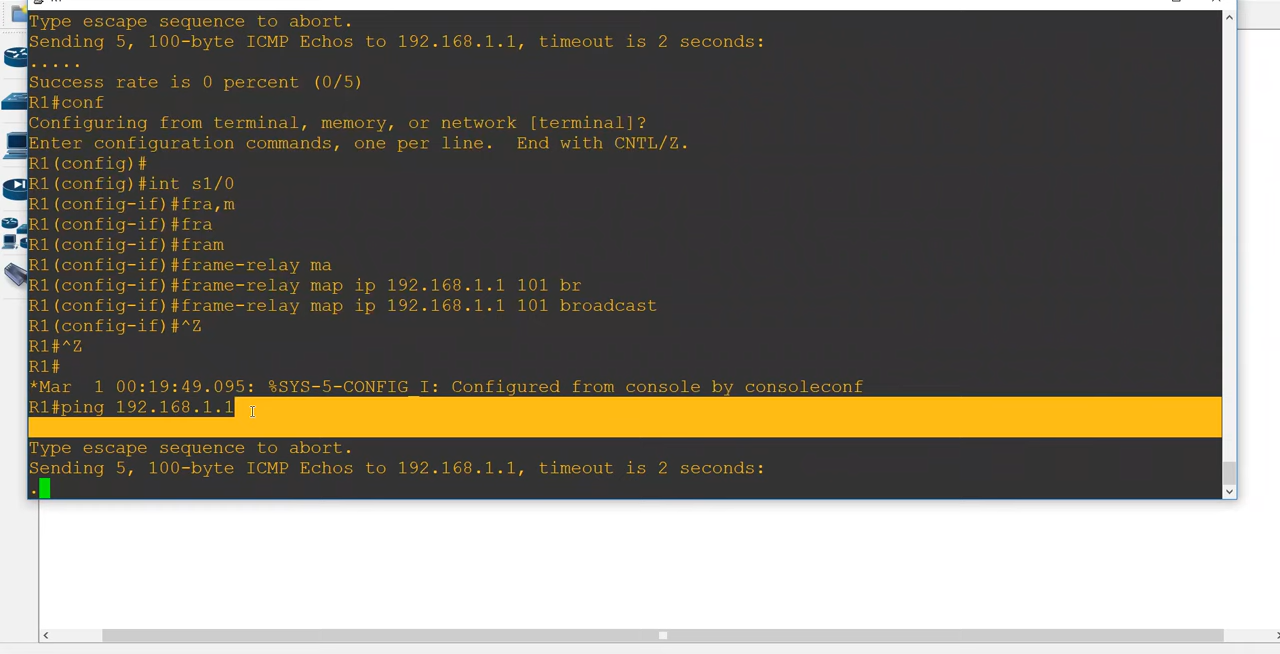 Type escape sequence to abort.
Sending 5, 100-byte ICMP Echos to 192.168.1.1, timeout is 2 seconds:
.....
Success rate is 0 percent (0/5)
R1#conf
Configuring from terminal, memory, or network [terminal]?
Enter configuration commands, one per line.  End with CNTL/Z.
R1(config)#
R1(config)#int s1/0
R1(config-if)#fra,m
R1(config-if)#fra
R1(config-if)#fram
R1(config-if)#frame-relay ma
R1(config-if)#frame-relay map ip 192.168.1.1 101 br
R1(config-if)#frame-relay map ip 192.168.1.1 101 broadcast
R1(config-if)#^Z
R1#^Z
R1#
*Mar  1 00:19:49.095: %SYS-5-CONFIG_I: Configured from console by consoleconf
R1#ping 192.168.1.1
Type escape sequence to abort.
Sending 5, 100-byte ICMP Echos to 192.168.1.1, timeout is 2 seconds:
.